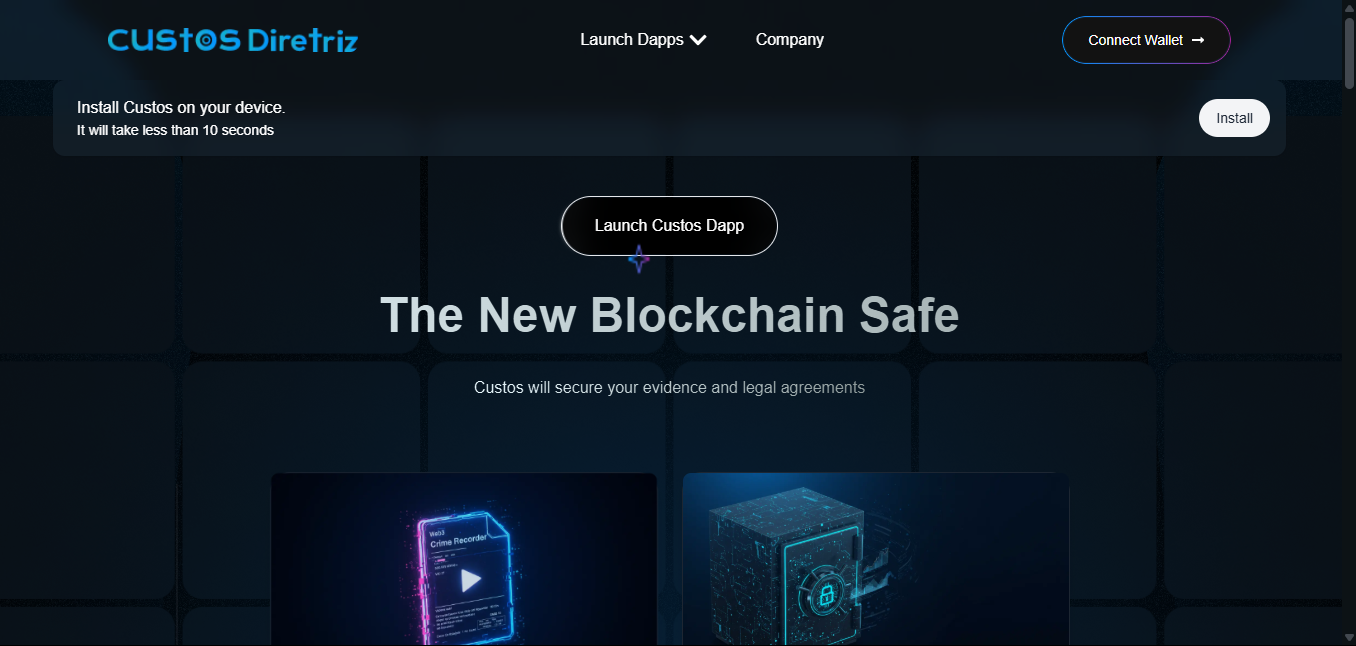 CUSTOS Diretriz
Launch Dapps
Company
Connect Wallet →
Install Custos on your device.
It will take less than 10 seconds
Install
Launch Custos Dapp
The New Blockchain Safe
Custos will secure your evidence and legal agreements
Web3
Crime Recorder